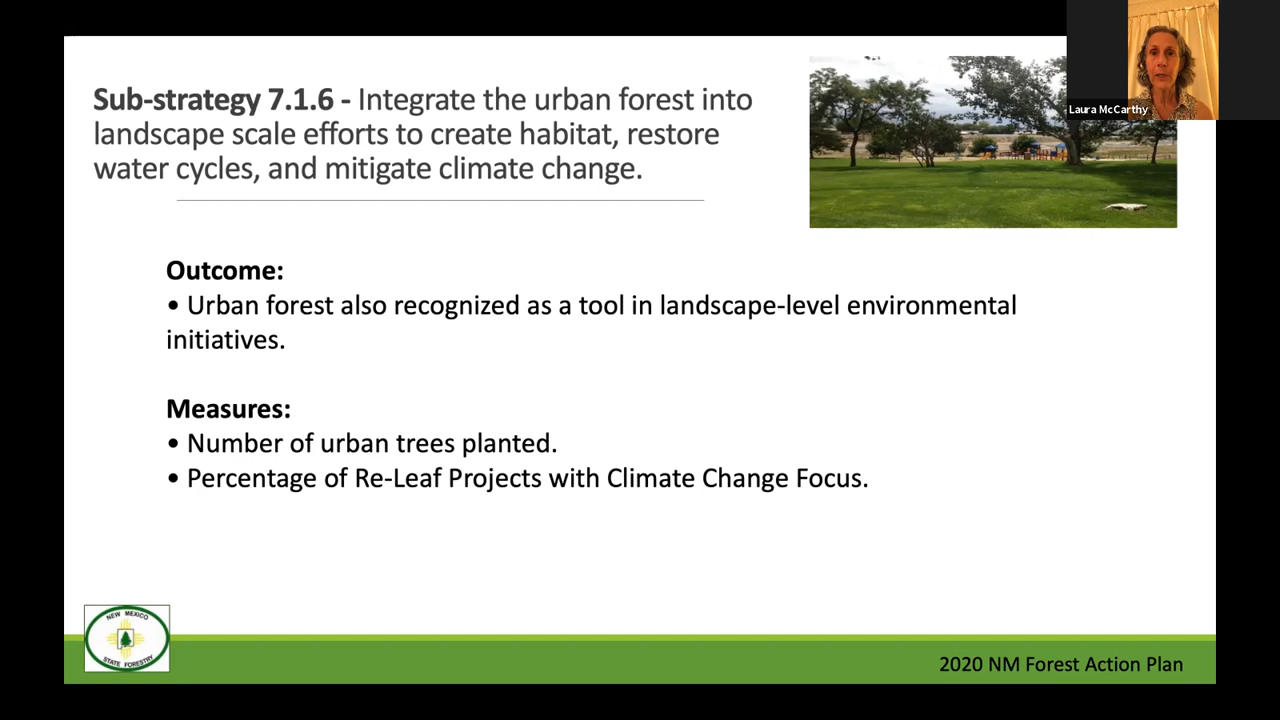 Laura McCarthy
Sub-strategy 7.1.6 - Integrate the urban forest into
landscape scale efforts to create habitat, restore
water cycles, and mitigate climate change.
Outcome:
• Urban forest also recognized as a tool in landscape-level environmental
initiatives.
Measures:
• Number of urban trees planted.
• Percentage of Re-Leaf Projects with Climate Change Focus.
NEW MEXICO
STATE FORESTRY
2020 NM Forest Action Plan